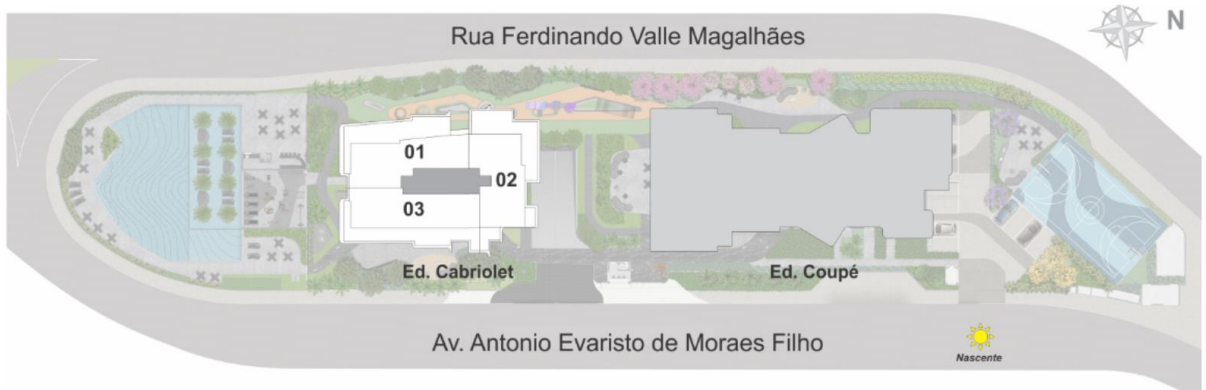 N
Rua Ferdinando Valle Magalhães
01
02
03
Ed. Cabriolet
Ed. Coupé
Av. Antonio Evaristo de Moraes Filho
Nascente